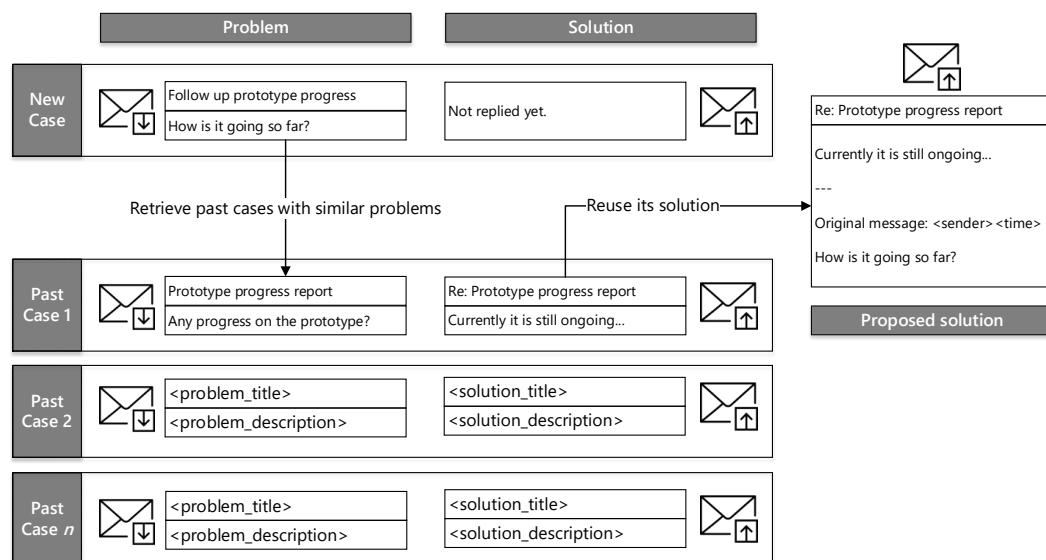 Problem
Solution
New
Case
Follow up prototype progress
How is it going so far?
Not replied yet.
Re: Prototype progress report
Currently it is still ongoing...
---
Original message: <sender><time>
How is it going so far?
Proposed solution
Retrieve past cases with similar problems
Reuse its solution
Past
Case 1
Prototype progress report
Any progress on the prototype?
Re: Prototype progress report
Currently it is still ongoing...
Past
Case 2
<problem_title>
<problem_description>
<solution_title>
<solution_description>
Past
Case n
<problem_title>
<problem_description>
<solution_title>
<solution_description>